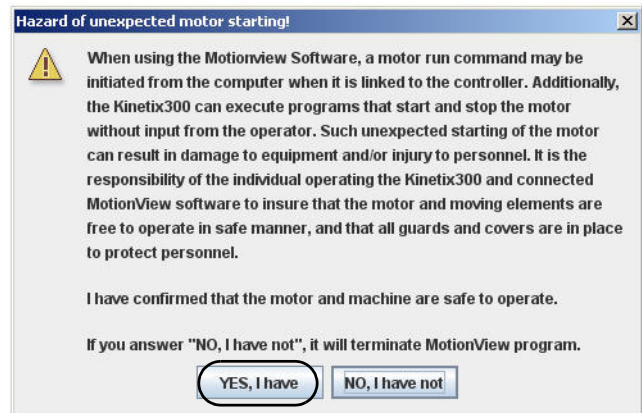 Hazard of unexpected motor starting!
When using the Motionview Software, a motor run command may be
initiated from the computer when it is linked to the controller. Additionally,
the Kinetix300 can execute programs that start and stop the motor
without input from the operator. Such unexpected starting of the motor
can result in damage to equipment and/or injury to personnel. It is the
responsibility of the individual operating the Kinetix300 and connected
MotionView software to insure that the motor and moving elements are
free to operate in safe manner, and that all guards and covers are in place
to protect personnel.
I have confirmed that the motor and machine are safe to operate.
If you answer "NO, I have not", it will terminate MotionView program.
YES, I have NO, I have not